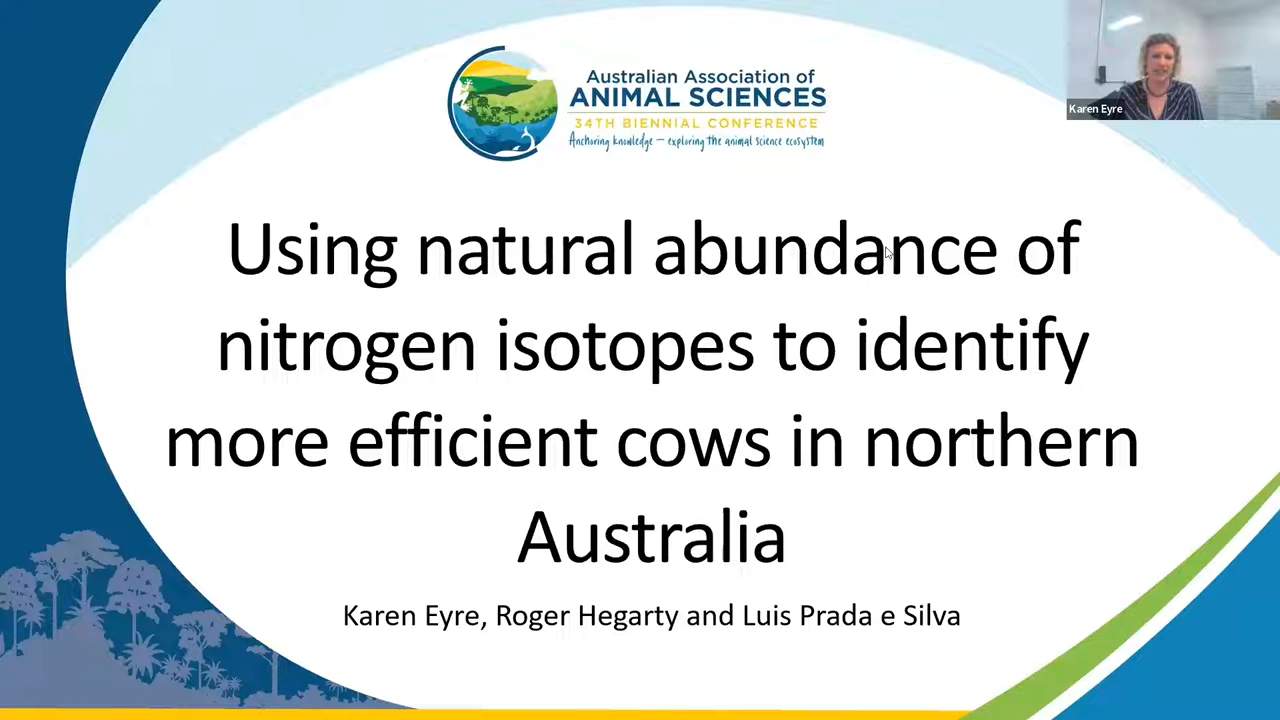 Australian Association of
ANIMAL SCIENCES
34TH BIENNIAL CONFERENCE
Anchoring knowledge – exploring the animal science ecosystem
Karen Eyre
Using natural abundance of
nitrogen isotopes to identify
more efficient cows in northern
Australia
Karen Eyre, Roger Hegarty and Luis Prada e Silva